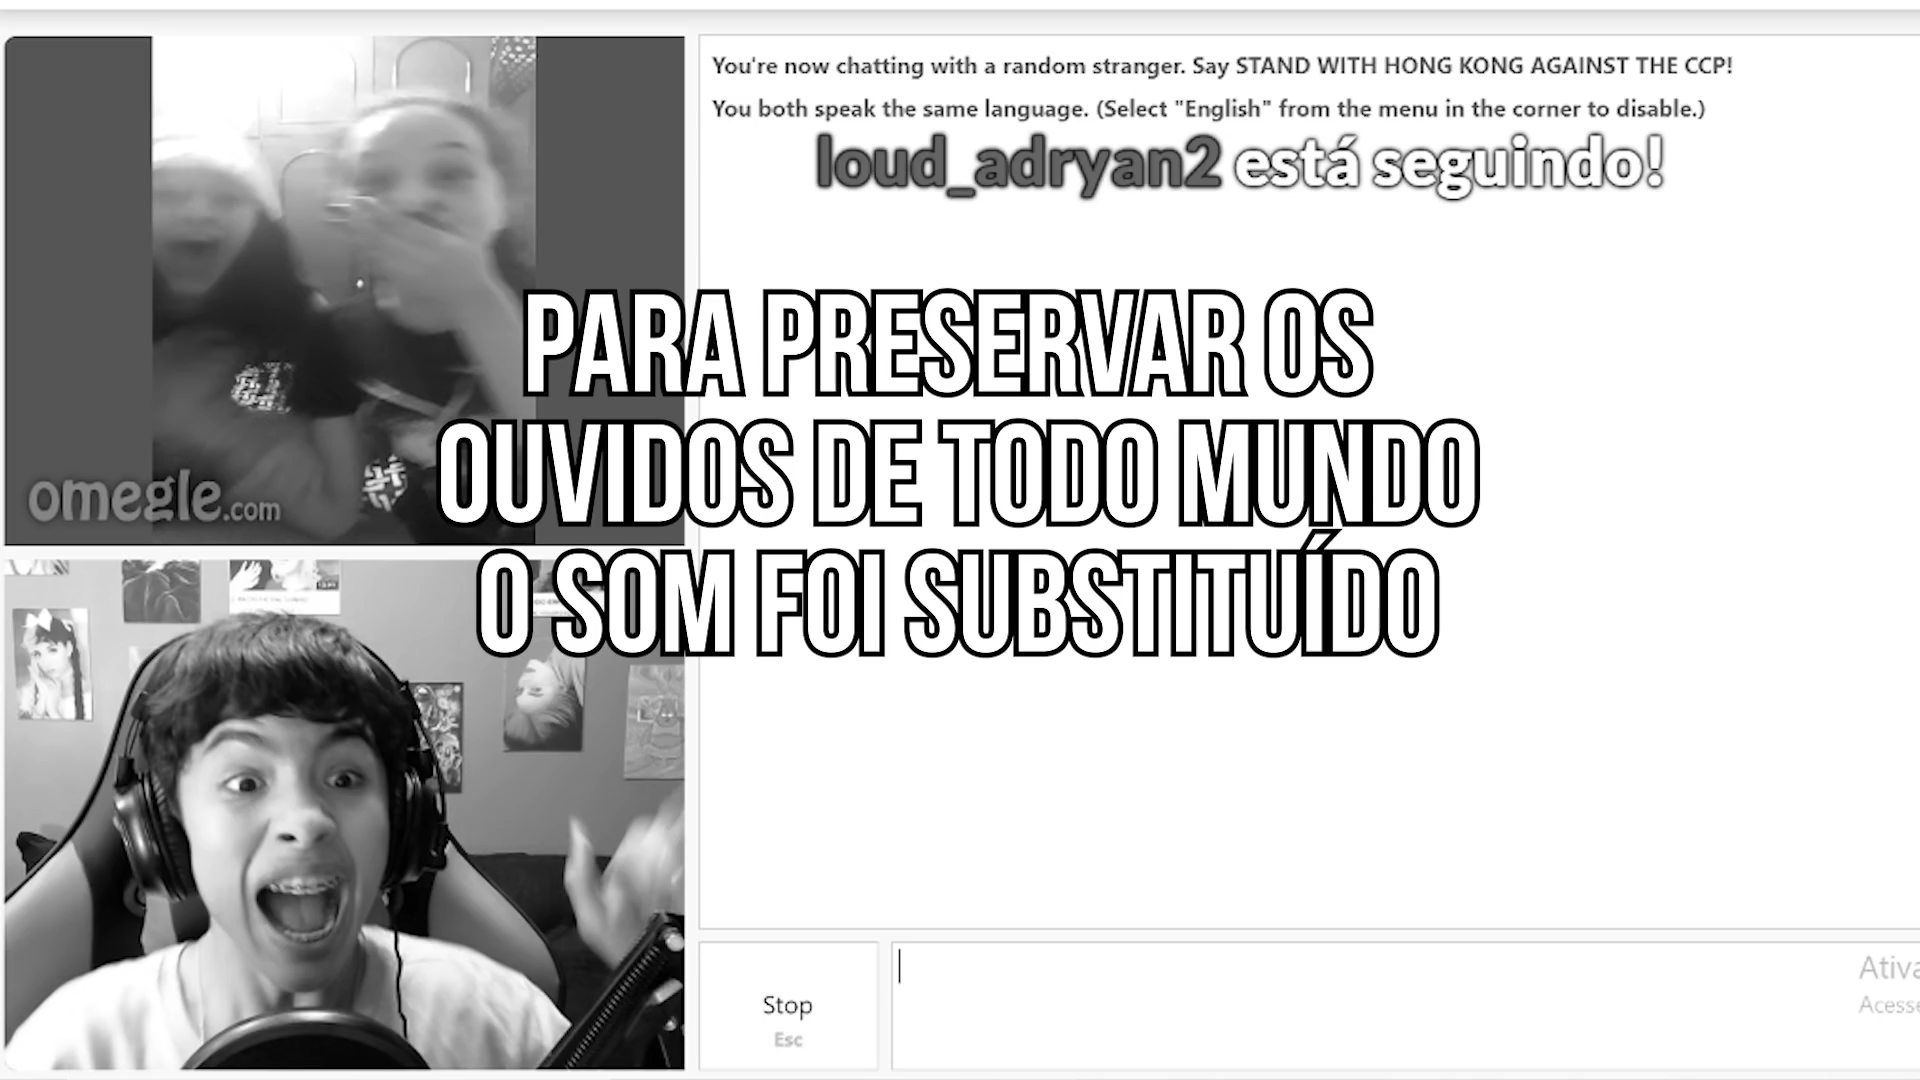 You're now chatting with a random stranger. Say STAND WITH HONG KONG AGAINST THE CCP!
You both speak the same language. (Select "English" from the menu in the corner to disable.)
loud_adryan2 está seguindo!
PARA PRESERVAR OS
OUVIDOS DE TODO MUNDO
O SOM FOI SUBSTITUÍDO
omegle.com
Stop
Esc
Ativa
Acesse